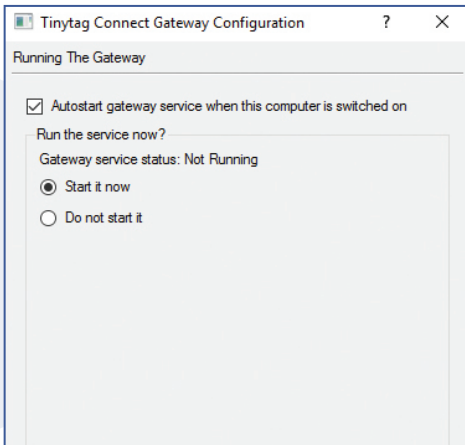 Tinytag Connect Gateway Configuration ?
Running The Gateway
Autostart gateway service when this computer is switched on
Run the service now?
Gateway service status: Not Running
Start it now
Do not start it